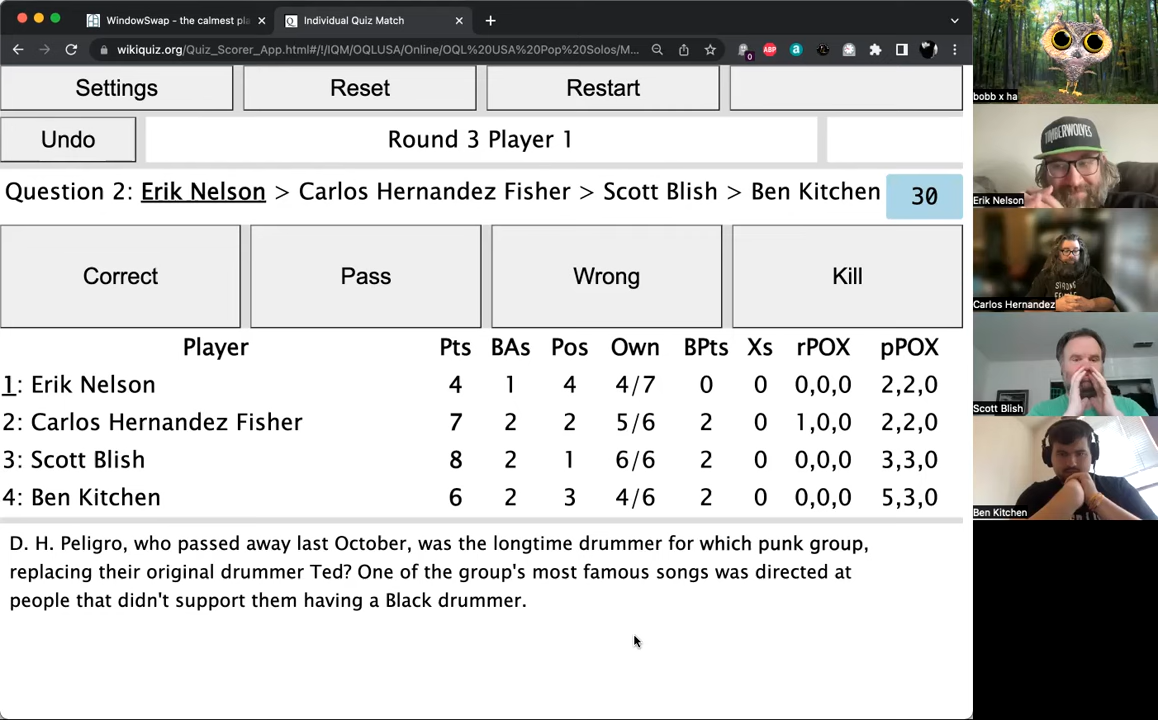 WindowSwap - the calmest pl
Individual Quiz Match
wikiquiz.org/Quiz_Scorer_App.html#/!/IQM/OQLUSA/Online/OQL%20USA%20Pop%20Solos/M...
0
ABP
a
Settings
Reset
Restart
Undo
Round 3 Player 1
Question 2: Erik Nelson > Carlos Hernandez Fisher > Scott Blish > Ben Kitchen
30
Correct
Pass
Wrong
Kill
Player Pts BAs Pos Own BPts Xs rPOX pPOX
1: Erik Nelson 4 1 4 4/7 0 0 0,0,0 2,2,0
2: Carlos Hernandez Fisher 7 2 2 5/6 2 0 1,0,0 2,2,0
3: Scott Blish 8 2 1 6/6 2 0 0,0,0 3,3,0
4: Ben Kitchen 6 2 3 4/6 2 0 0,0,0 5,3,0
D. H. Peligro, who passed away last October, was the longtime drummer for which punk group,
replacing their original drummer Ted? One of the group's most famous songs was directed at
people that didn't support them having a Black drummer.
bobb x ha
TIMBERWOLVES
Erik Nelson
STRONG
Carlos Hernandez
Scott Blish
Ben Kitchen